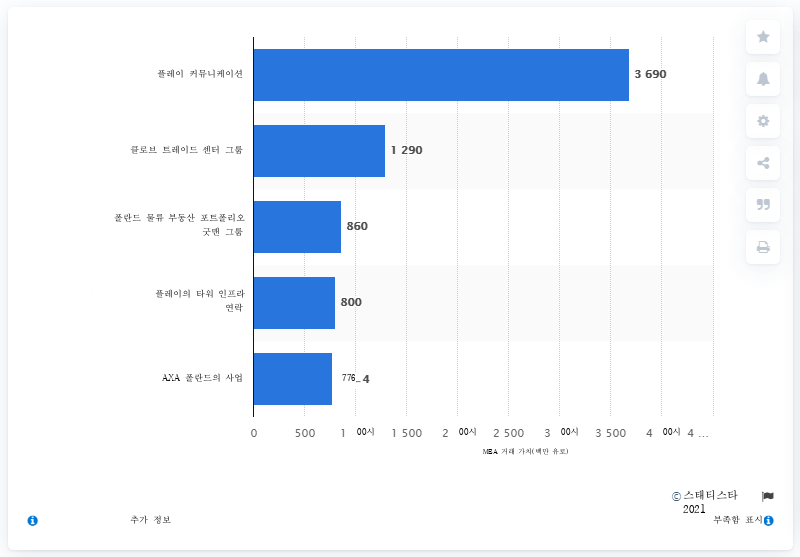 플레이 커뮤니케이션
3 690
글로브 트레이드 센터 그룹
1 290
폴란드 물류 부동산 포트폴리오
굿맨 그룹
860
플레이의 타워 인프라
연락
800
AXA 폴란드의 사업
776_4
0 500 1 00시 1 500 2 00시 2 500 3 00시 3 500 4 00시 4 ...
M&A 거래 가치(백만 유로)
© 스태티스타
2021
추가 정보
부족함 표시